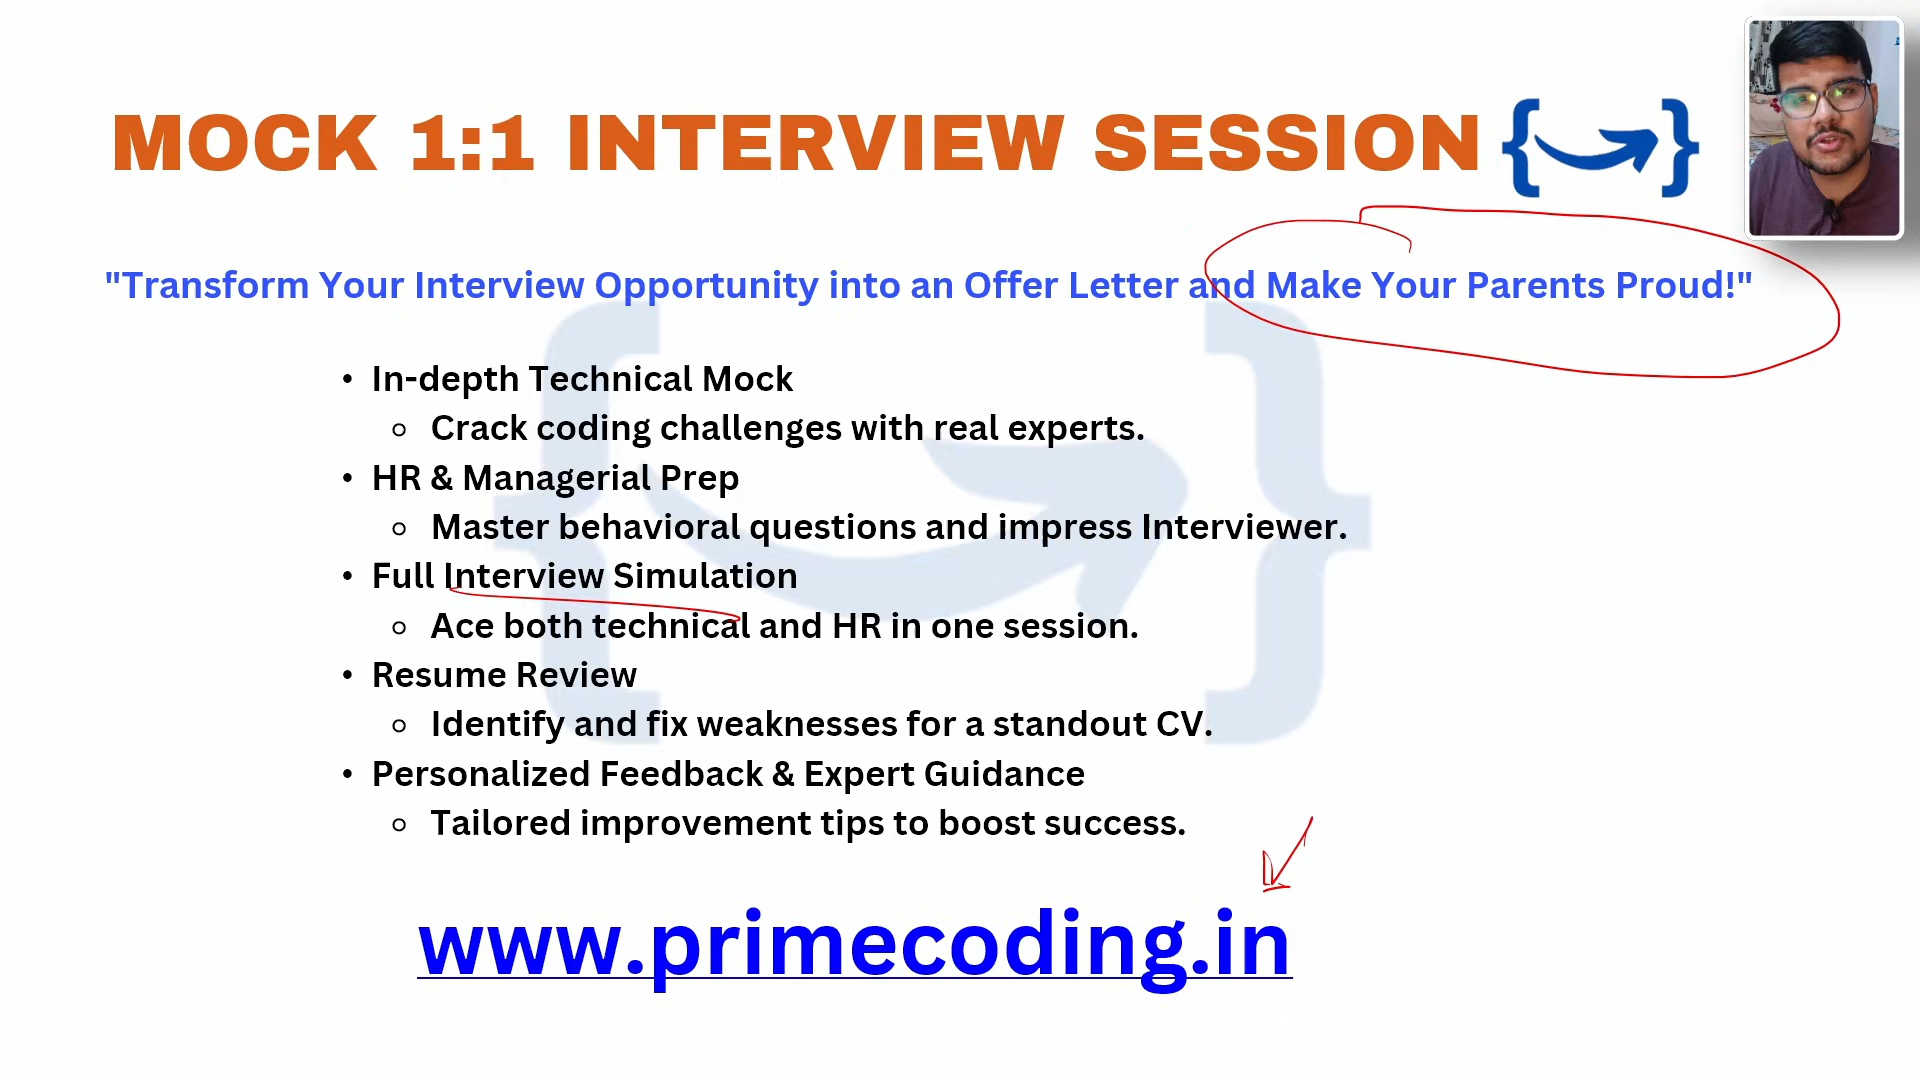 MOCK 1:1 INTERVIEW SESSION
"Transform Your Interview Opportunity into an Offer Letter and Make Your Parents Proud!"
• In-depth Technical Mock
○ Crack coding challenges with real experts.
• HR & Managerial Prep
○ Master behavioral questions and impress Interviewer.
• Full Interview Simulation
○ Ace both technical and HR in one session.
• Resume Review
○ Identify and fix weaknesses for a standout CV.
• Personalized Feedback & Expert Guidance
○ Tailored improvement tips to boost success.
www.primecoding.in